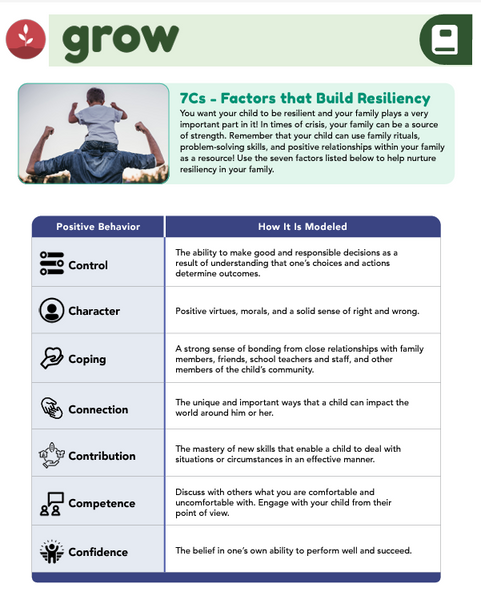 grow
7Cs - Factors that Build Resiliency
You want your child to be resilient and your family plays a very
important part in it! In times of crisis, your family can be a source
of strength. Remember that your child can use family rituals,
problem-solving skills, and positive relationships within your family
as a resource! Use the seven factors listed below to help nurture
resiliency in your family.
Positive Behavior
How It Is Modeled
Control
The ability to make good and responsible decisions as a
result of understanding that one's choices and actions
determine outcomes.
Character
Positive virtues, morals, and a solid sense of right and wrong.
Coping
A strong sense of bonding from close relationships with family
members, friends, school teachers and staff, and other
members of the child's community.
Connection
The unique and important ways that a child can impact the
world around him or her.
Contribution
The mastery of new skills that enable a child to deal with
situations or circumstances in an effective manner.
Competence
Discuss with others what you are comfortable and
uncomfortable with. Engage with your child from their
point of view.
Confidence
The belief in one's own ability to perform well and succeed.